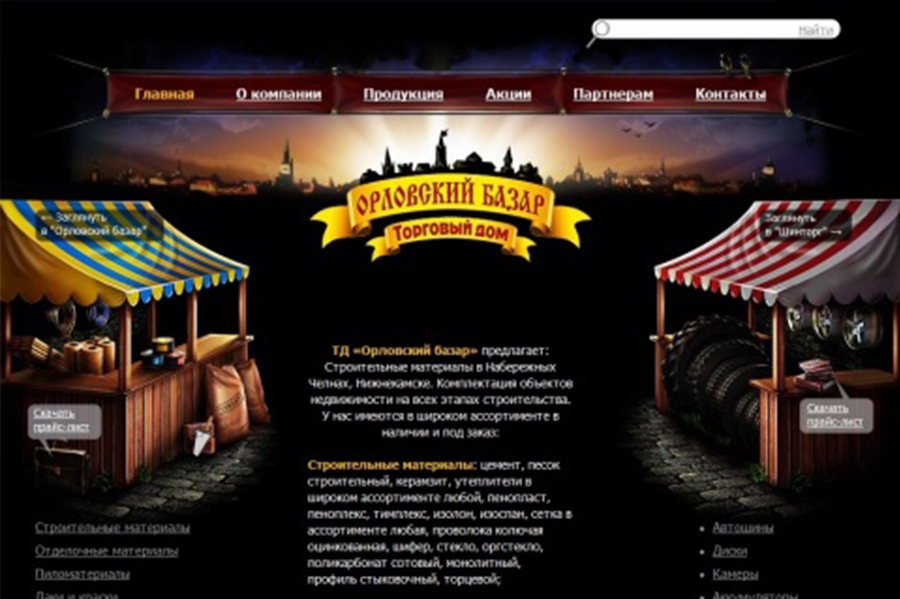 Найти
Главная О компании Продукция Акции Партнерам Контакты
ОРЛОВСКИЙ БАЗАР
Торговый дом
← Заглянуть
в "Орловский базар"
Заглянуть
в "Шинторг" →
ТД «Орловский базар» предлагает:
Строительные материалы в Набережных
Челнах, Нижнекамске. Комплектация объектов
недвижимости на всех этапах строительства.
У нас имеются в широком ассортименте в
наличии и под заказ:
Скачать
прайс-лист
Скачать
прайс-лист
Строительные материалы: цемент, песок
строительный, керамзит, утеплители в
широком ассортименте любой, пенопласт,
пеноплекс, тимплекс, изолон, изоспан, сетка в
ассортименте любая, проволока колючая
оцинкованная, шифер, стекло, оргстекло,
поликарбонат сотовый, монолитный,
профиль стыковочный, торцевой;
Строительные материалы
Отделочные материалы
Пиломатериалы
Лаки и краски
• Автошины
• Диски
• Камеры
• Аккумуляторы